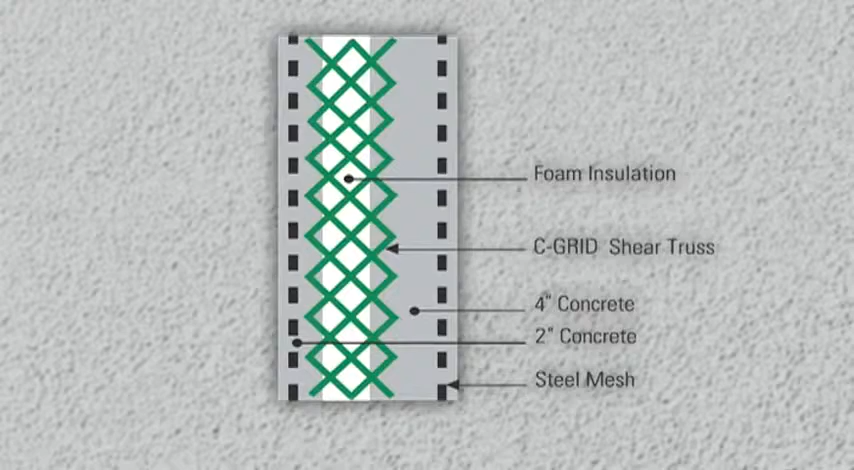 Foam Insulation
C-GRID Shear Truss
4" Concrete
2" Concrete
Steel Mesh